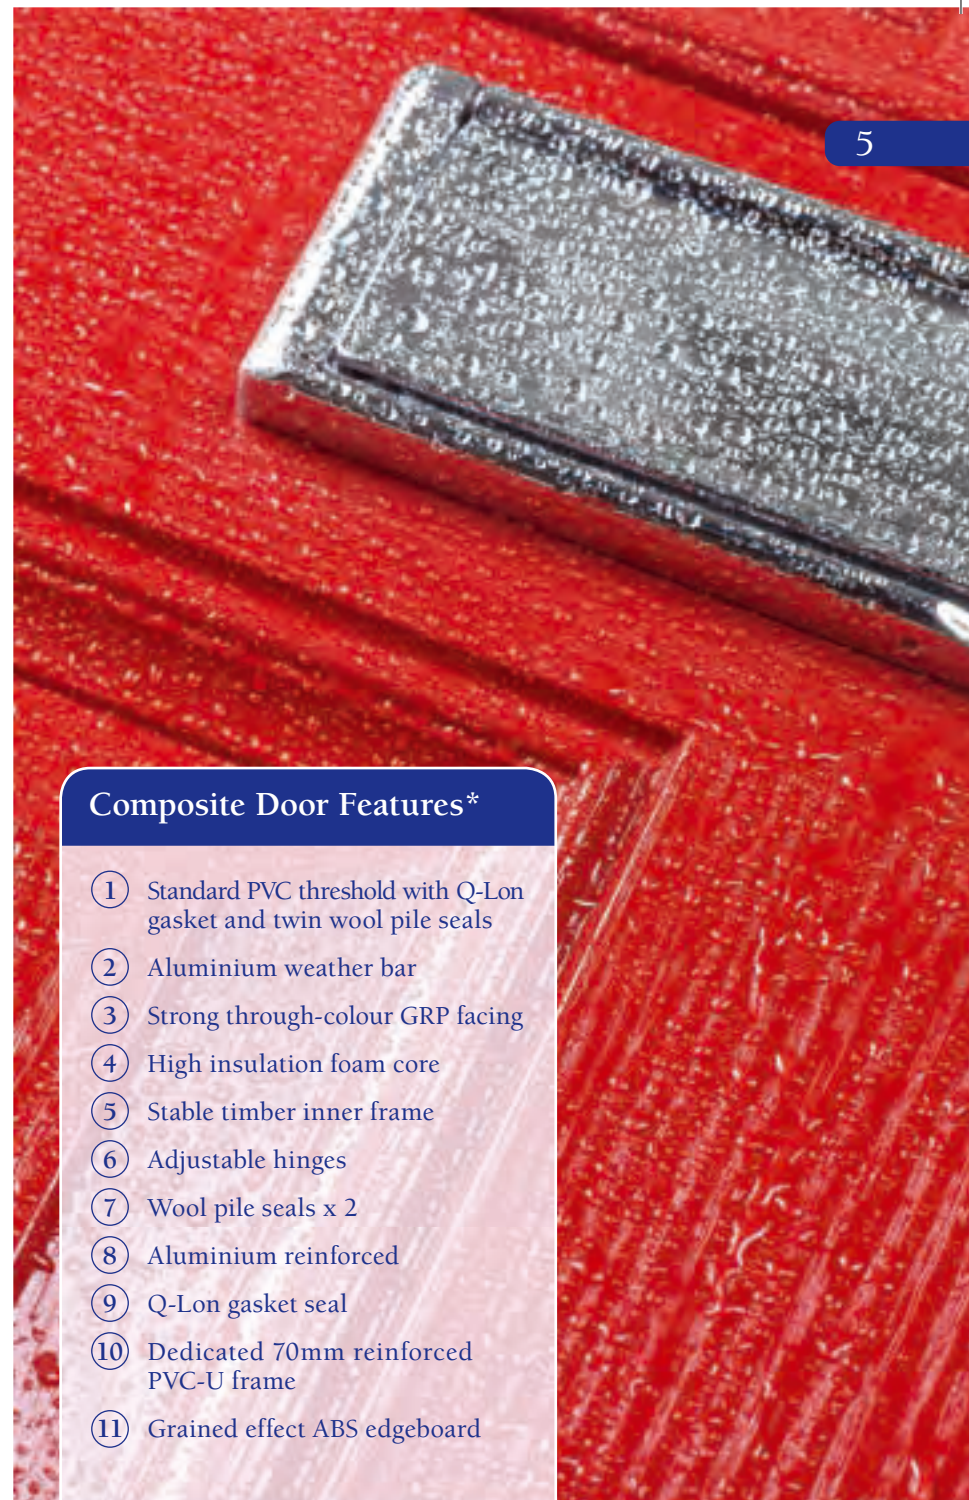 5
Composite Door Features*
1 Standard PVC threshold with Q-Lon
gasket and twin wool pile seals
2 Aluminium weather bar
3 Strong through-colour GRP facing
4 High insulation foam core
5 Stable timber inner frame
6 Adjustable hinges
7 Wool pile seals x 2
8 Aluminium reinforced
9 Q-Lon gasket seal
10 Dedicated 70mm reinforced
PVC-U frame
11 Grained effect ABS edgeboard